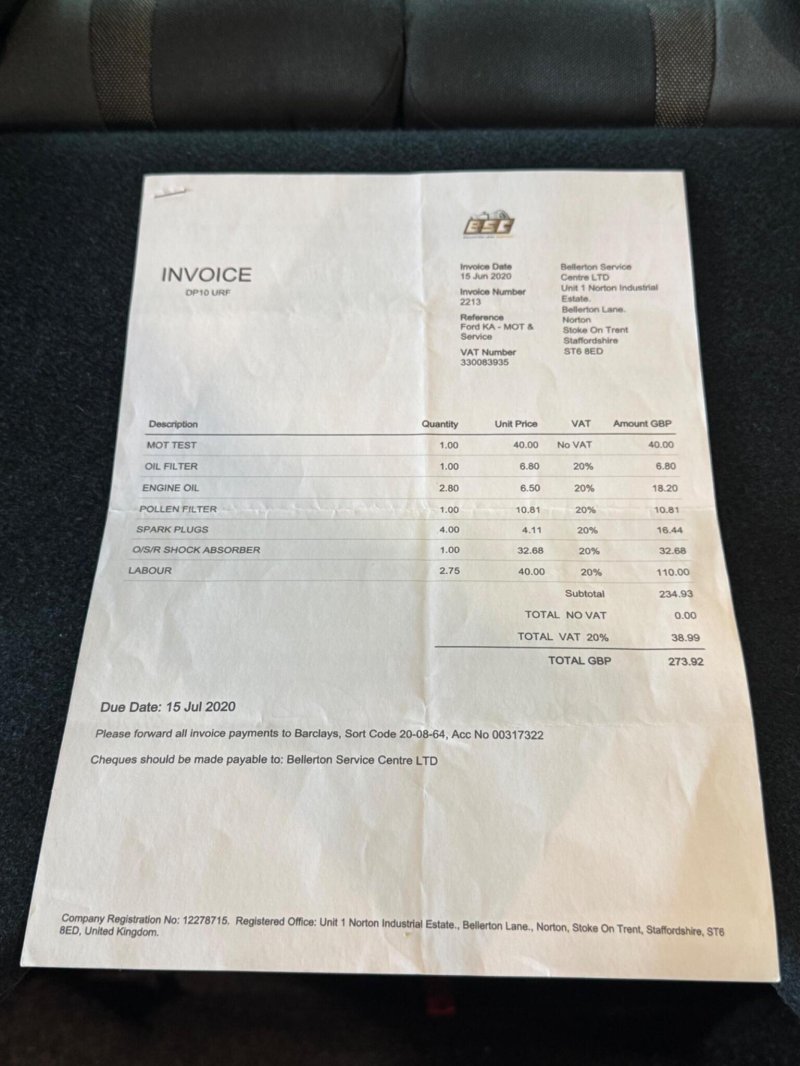 BSC
INVOICE
DP10 URF
Invoice Date
15 Jun 2020
Invoice Number
2213
Reference
Ford KA - MOT &
Service
VAT Number
330083935
Bellerton Service
Centre LTD
Unit 1 Norton Industrial
Estate.
Bellerton Lane.
Norton
Stoke On Trent
Staffordshire
ST6 8ED
Description Quantity Unit Price VAT Amount GBP
MOT TEST 1.00 40.00 No VAT 40.00
OIL FILTER 1.00 6.80 20% 6.80
ENGINE OIL 2.80 6.50 20% 18.20
POLLEN FILTER 1.00 10.81 20% 10.81
SPARK PLUGS 4.00 4.11 20% 16.44
O/S/R SHOCK ABSORBER 1.00 32.68 20% 32.68
LABOUR 2.75 40.00 20% 110.00
Subtotal 234.93
TOTAL NO VAT 0.00
TOTAL VAT 20% 38.99
TOTAL GBP 273.92
Due Date: 15 Jul 2020
Please forward all invoice payments to Barclays, Sort Code 20-08-64, Acc No 00317322
Cheques should be made payable to: Bellerton Service Centre LTD
Company Registration No: 12278715. Registered Office: Unit 1 Norton Industrial Estate., Bellerton Lane., Norton, Stoke On Trent, Staffordshire, ST6
8ED, United Kingdom.